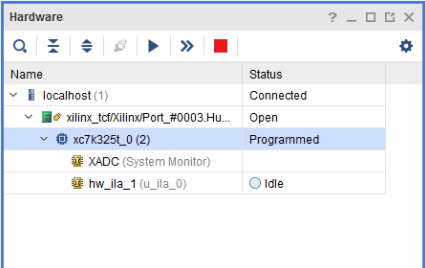 Hardware
Name Status
localhost (1) Connected
xilinx_tcf/Xilinx/Port_#0003.Hu... Open
xc7k325t_0 (2) Programmed
XADC (System Monitor)
hw_ila_1 (u_ila_0) Idle